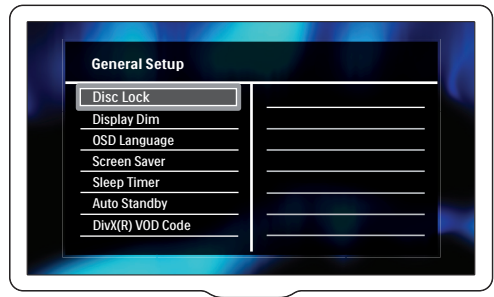 General Setup
Disc Lock
Display Dim
OSD Language
Screen Saver
Sleep Timer
Auto Standby
DivX(R) VOD Code